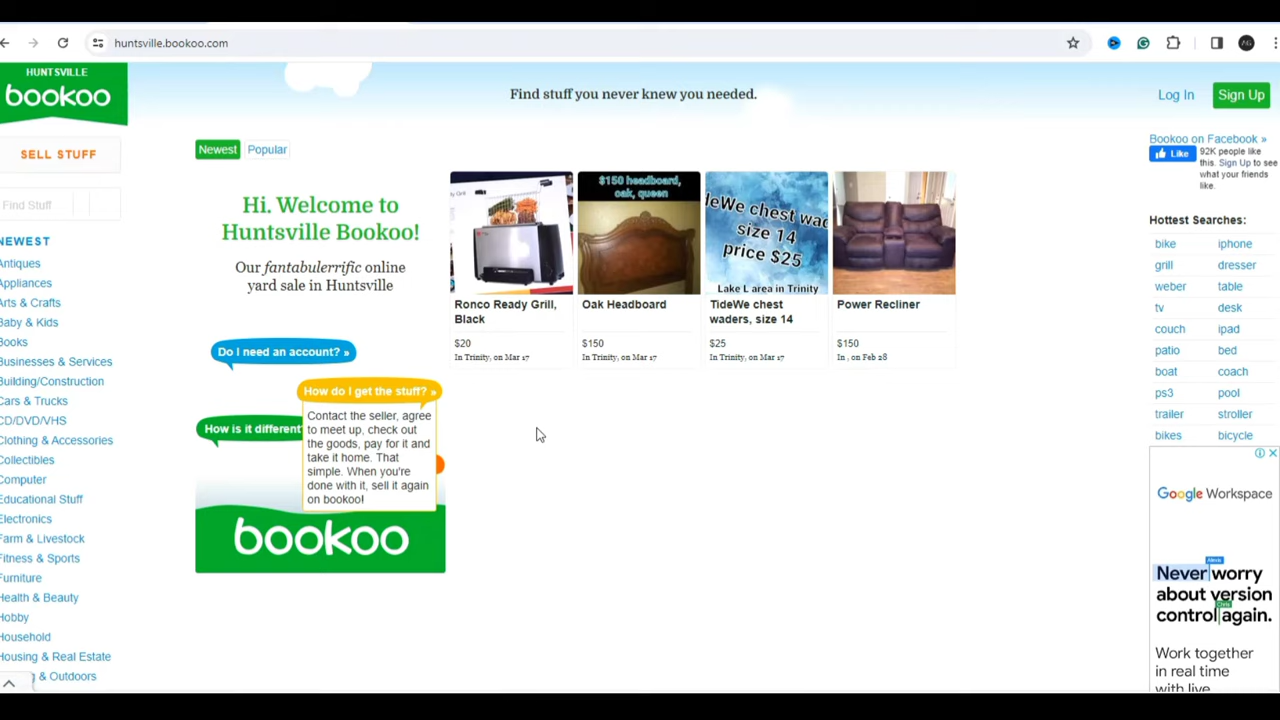 huntsville.bookoo.com
AG
HUNTSVILLE
bookoo
Find stuff you never knew you needed.
Log In
Sign Up
SELL STUFF
Find Stuff
NEWEST
Antiques
Appliances
Arts & Crafts
Baby & Kids
Books
Businesses & Services
Building/Construction
Cars & Trucks
CD/DVD/VHS
Clothing & Accessories
Collectibles
Computer
Educational Stuff
Electronics
Farm & Livestock
Fitness & Sports
Furniture
Health & Beauty
Hobby
Household
Housing & Real Estate
& Outdoors
Newest
Popular
Hi. Welcome to
Huntsville Bookoo!
Our fantabulerrific online
yard sale in Huntsville
Do I need an account? »
How do I get the stuff? »
How is it different?
Contact the seller, agree
to meet up, check out
the goods, pay for it and
take it home. That
simple. When you're
done with it, sell it again
on bookoo!
bookoo
Ronco Ready Grill,
Black
$20
In Trinity, on Mar 17
$150 headboard,
oak, queen
Oak Headboard
$150
In Trinity, on Mar 17
deWe chest wad
size 14
price $25
Lake L area in Trinity
TideWe chest
waders, size 14
$25
In Trinity, on Mar 17
Power Recliner
$150
In , on Feb 28
Bookoo on Facebook »
Like
92K people like
this. Sign Up to see
what your friends
like.
Hottest Searches:
bike iphone
grill dresser
weber table
tv desk
couch ipad
patio bed
boat coach
ps3 pool
trailer stroller
bikes bicycle
Google Workspace
Alexis
Never worry
about version
Chris
control again.
Work together
in real time
with live